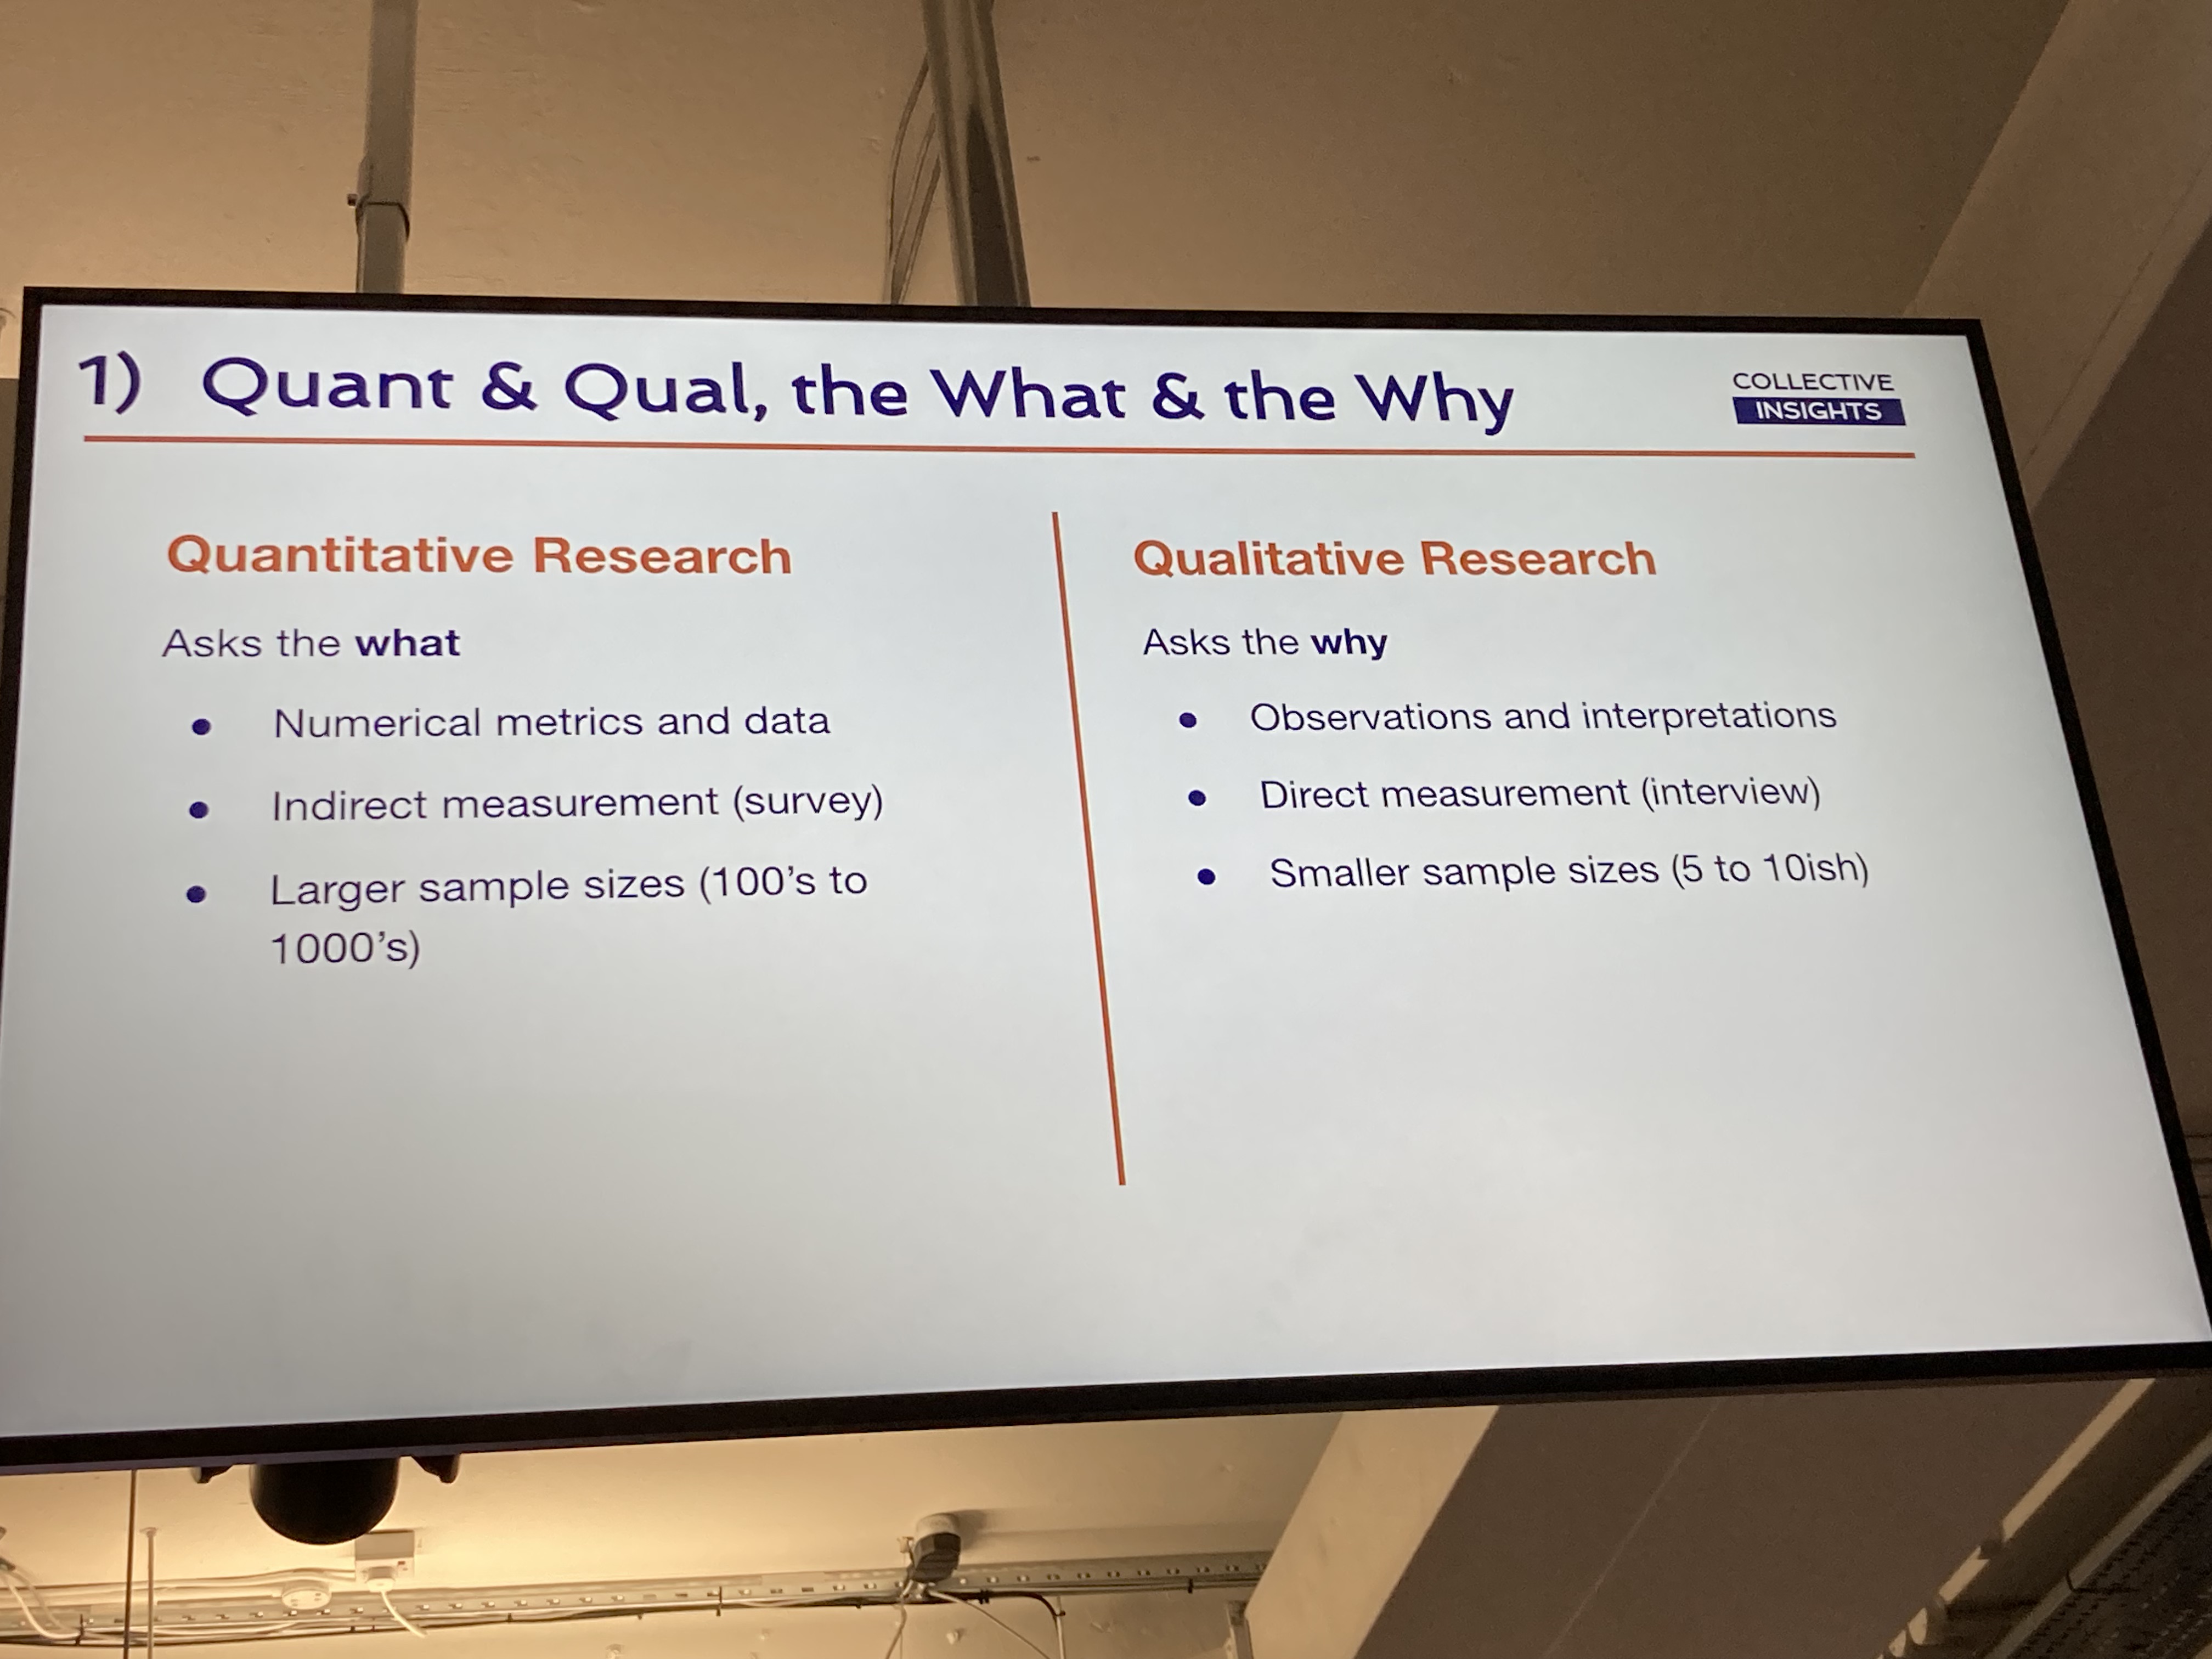 1) Quant & Qual, the What & the Why
COLLECTIVE
INSIGHTS
Quantitative Research
Asks the what
● Numerical metrics and data
● Indirect measurement (survey)
● Larger sample sizes (100's to
1000's)
Qualitative Research
Asks the why
● Observations and interpretations
● Direct measurement (interview)
● Smaller sample sizes (5 to 10ish)